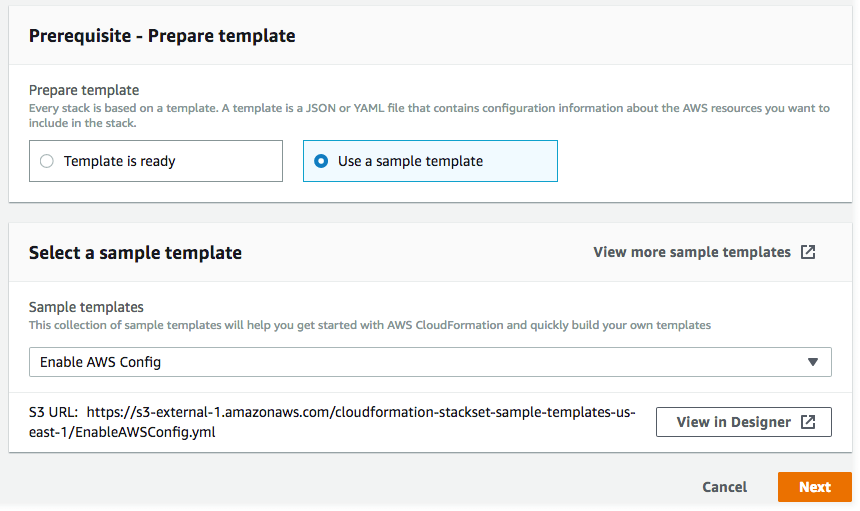 Prerequisite - Prepare template
Prepare template
Every stack is based on a template. A template is a JSON or YAML file that contains configuration information about the AWS resources you want to
include in the stack.
Template is ready
Use a sample template
Select a sample template
View more sample templates
Sample templates
This collection of sample templates will help you get started with AWS CloudFormation and quickly build your own templates
Enable AWS Config
S3 URL: https://s3-external-1.amazonaws.com/cloudformation-stackset-sample-templates-us-
east-1/EnableAWSConfig.yml
View in Designer
Cancel
Next